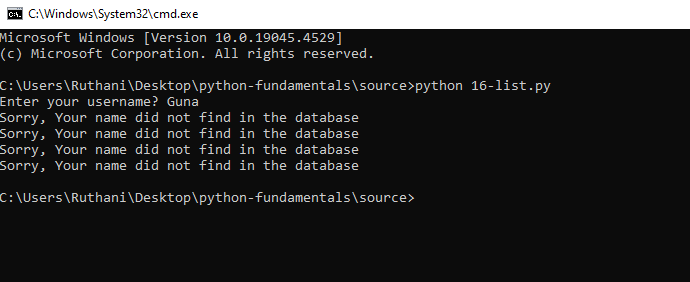 C:\Windows\System32\cmd.exe
Microsoft Windows [Version 10.0.19045.4529]
(c) Microsoft Corporation. All rights reserved.
C:\Users\Ruthani\Desktop\python-fundamentals\source>python 16-list.py
Enter your username? Guna
Sorry, Your name did not find in the database
Sorry, Your name did not find in the database
Sorry, Your name did not find in the database
Sorry, Your name did not find in the database
C:\Users\Ruthani\Desktop\python-fundamentals\source>